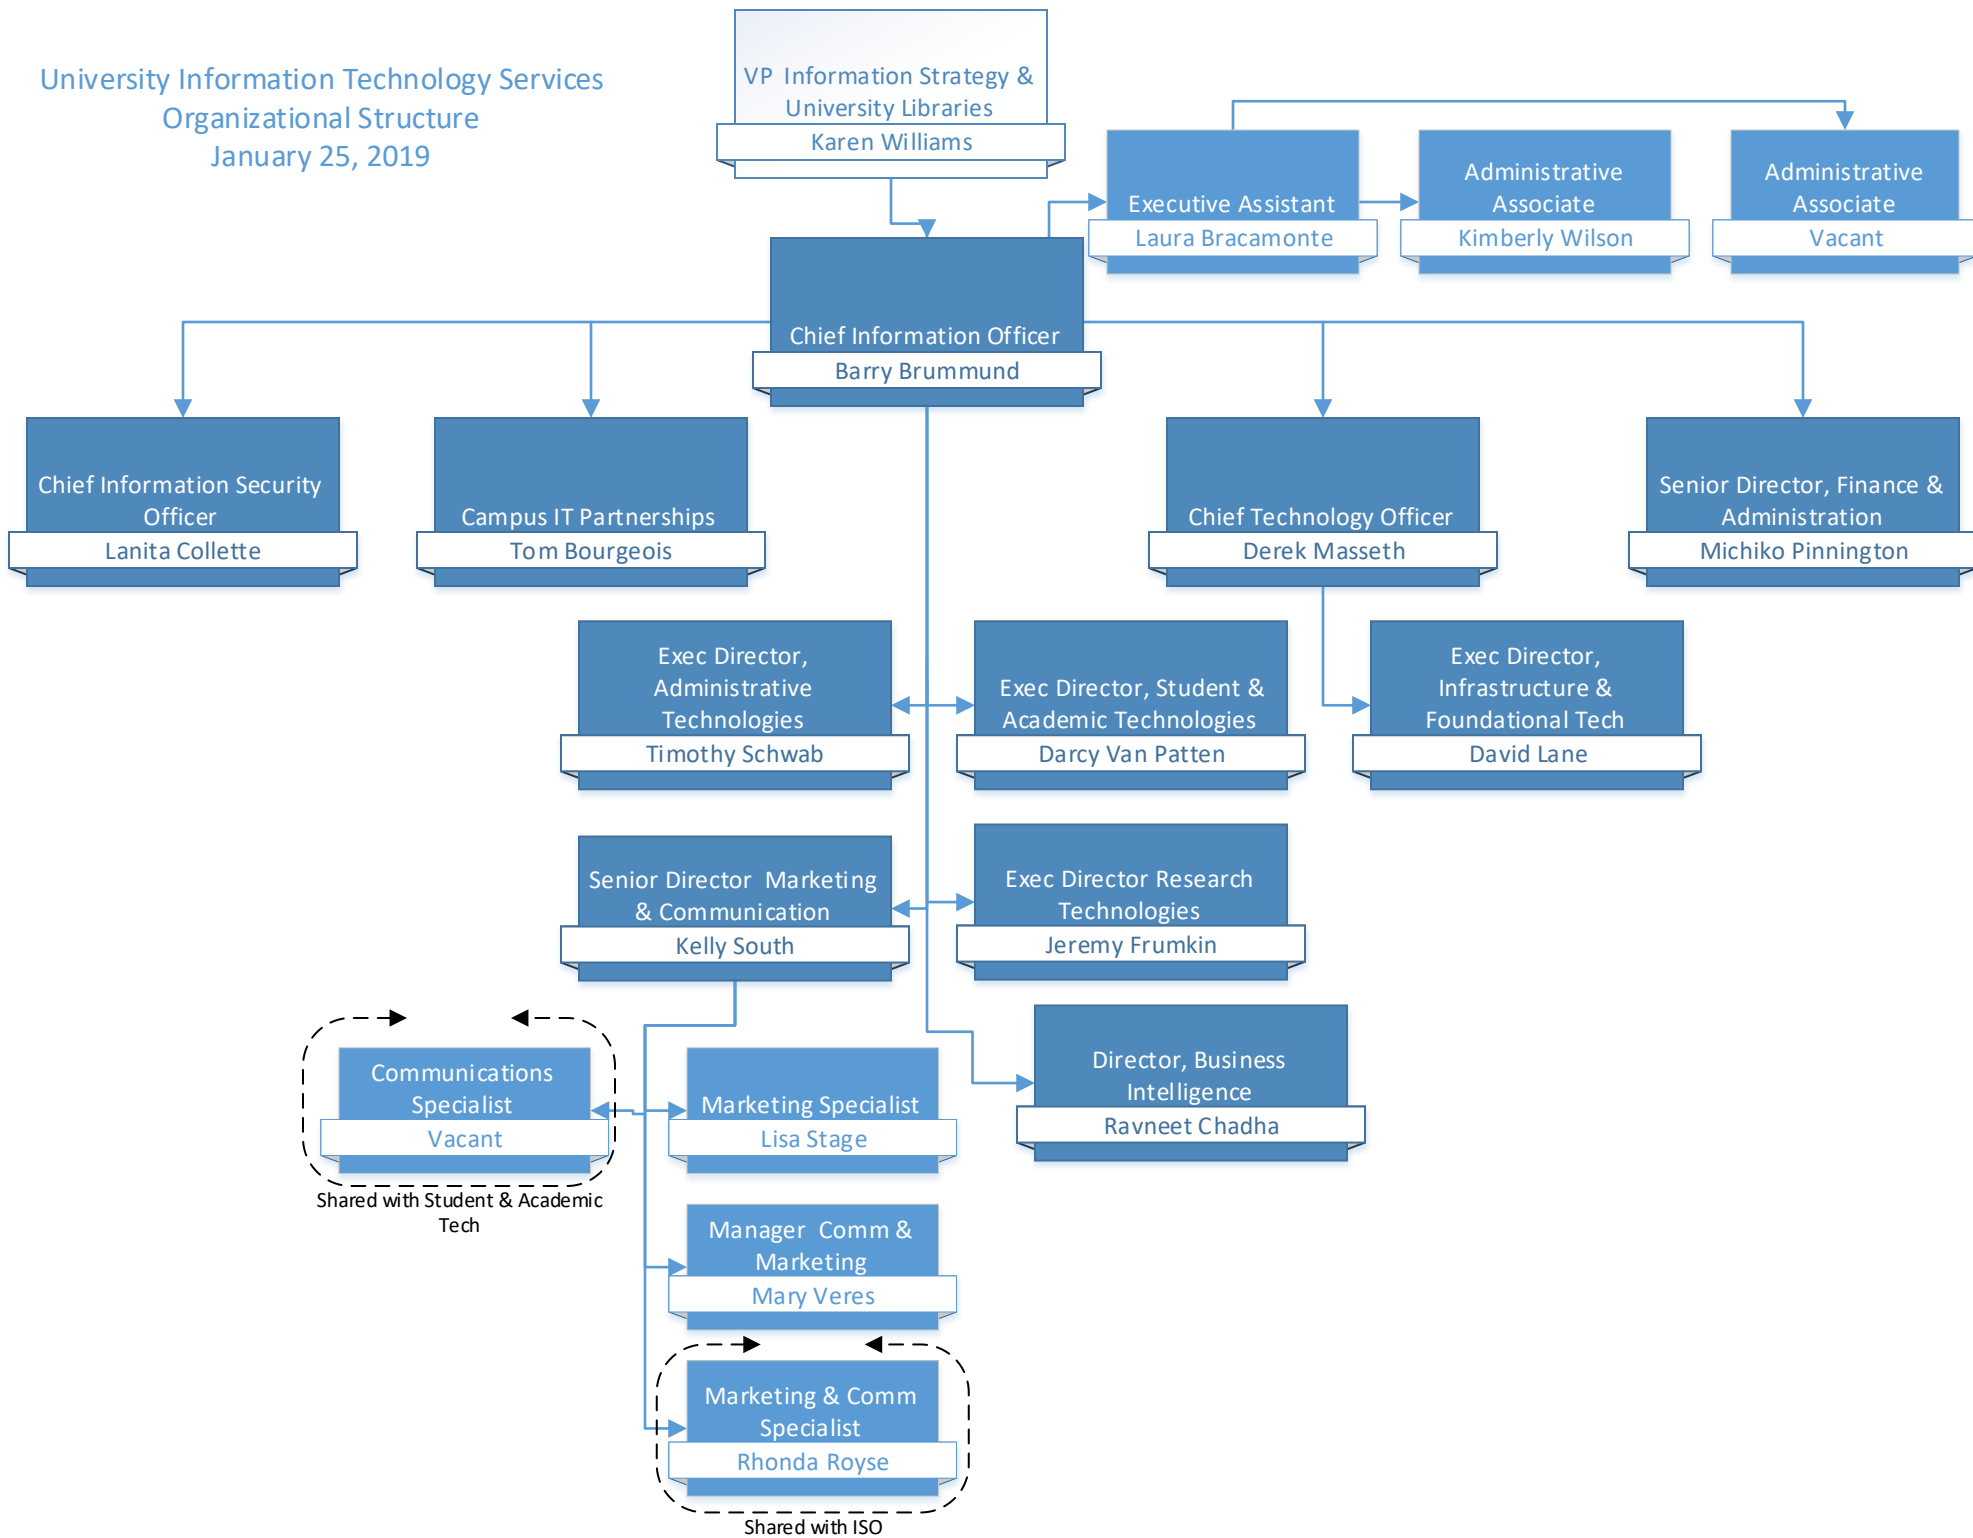 University Information Technology Services
Organizational Structure
January 25, 2019
VP Information Strategy &
University Libraries
Karen Williams
Executive Assistant
Laura Bracamonte
Administrative
Associate
Kimberly Wilson
Administrative
Associate
Vacant
Chief Information Officer
Barry Brummund
Chief Information Security
Officer
Lanita Collette
Campus IT Partnerships
Tom Bourgeois
Chief Technology Officer
Derek Masseth
Senior Director, Finance &
Administration
Michiko Pinnington
Exec Director,
Administrative
Technologies
Timothy Schwab
Exec Director, Student &
Academic Technologies
Darcy Van Patten
Exec Director,
Infrastructure &
Foundational Tech
David Lane
Senior Director Marketing
& Communication
Kelly South
Exec Director Research
Technologies
Jeremy Frumkin
Director, Business
Intelligence
Ravneet Chadha
Communications
Specialist
Vacant
Shared with Student & Academic
Tech
Marketing Specialist
Lisa Stage
Manager Comm &
Marketing
Mary Veres
Marketing & Comm
Specialist
Rhonda Royse
Shared with ISO